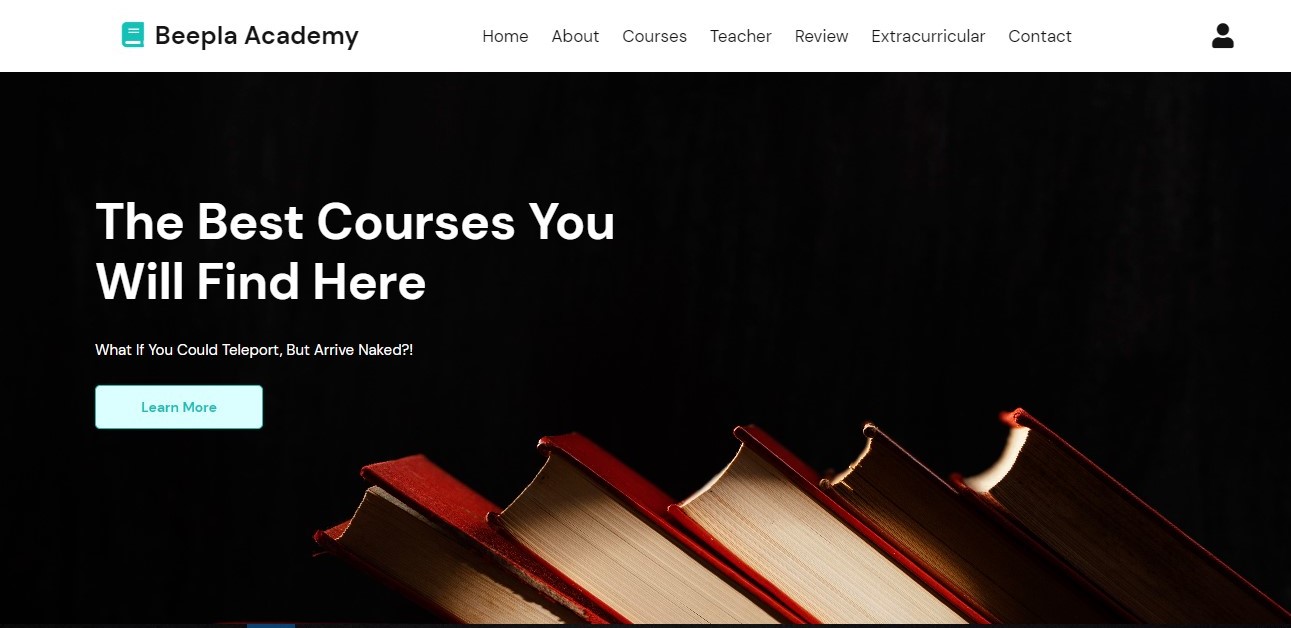 Beepla Academy
Home About Courses Teacher Review Extracurricular Contact
The Best Courses You
Will Find Here
What If You Could Teleport, But Arrive Naked?!
Learn More